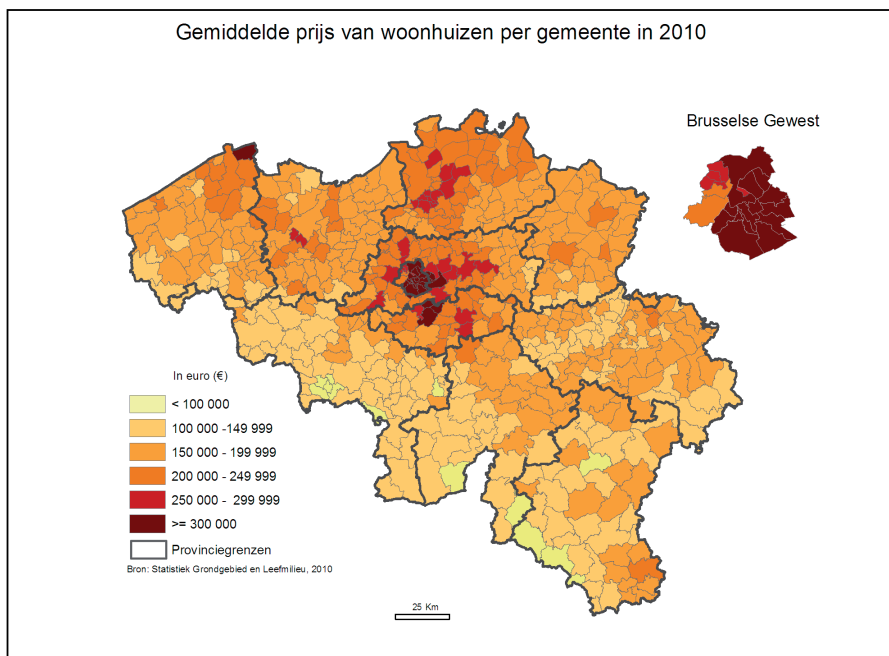 Gemiddelde prijs van woonhuizen per gemeente in 2010
Brusselse Gewest
In euro (€)
< 100 000
100 000 -149 999
150 000 - 199 999
200 000 - 249 999
250 000 - 299 999
>= 300 000
Provinciegrenzen
Bron: Statistiek Grondgebied en Leefmilieu, 2010
25 Km